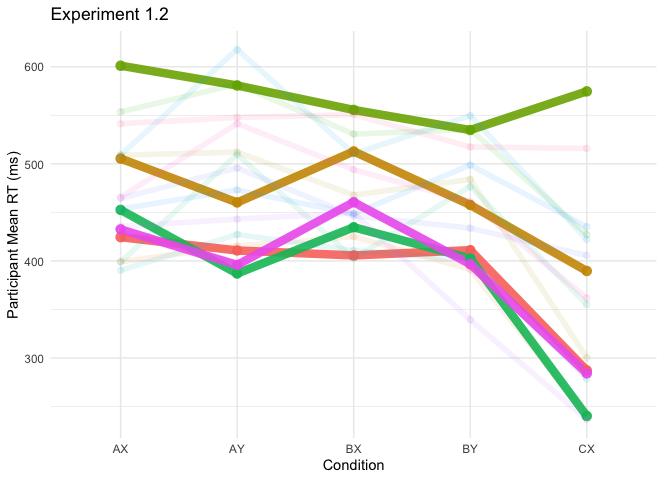 Experiment 1.2
600
500
400
300
Participant Mean RT (ms)
AX AY BX BY CX
Condition